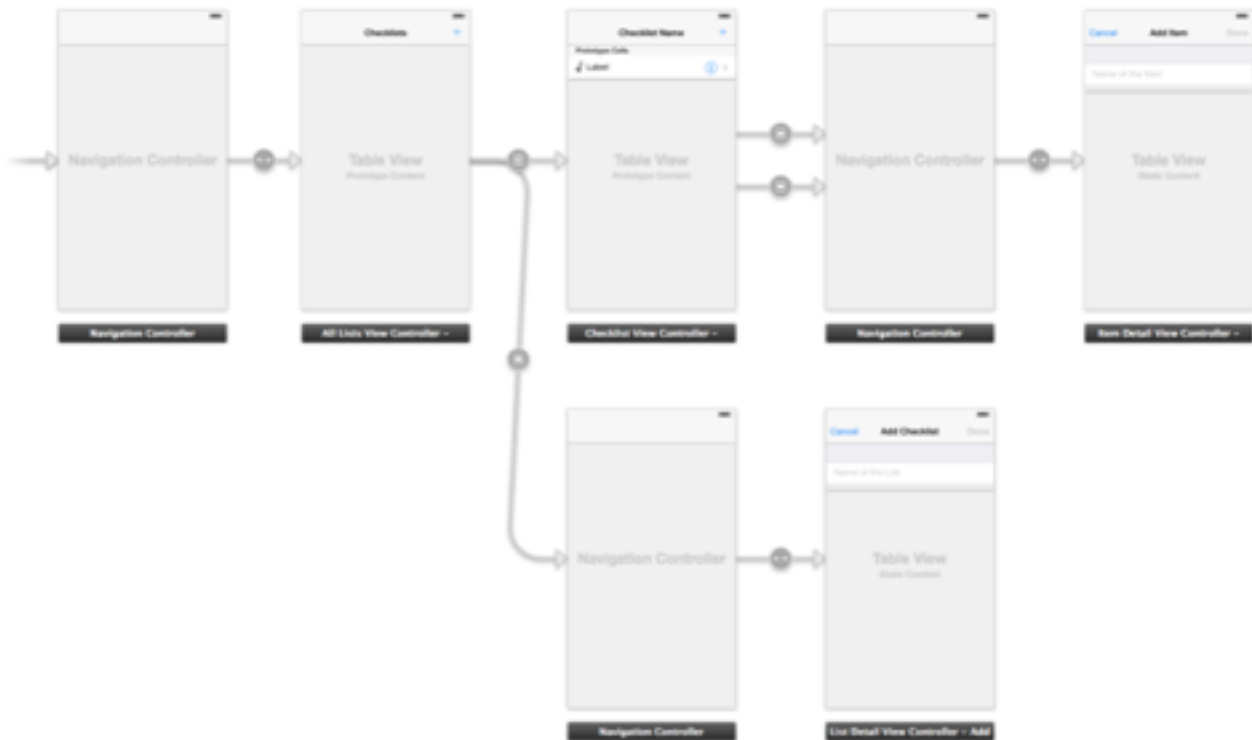 Checklists +
Checklist Name +
Prototype Cells
Label
Cancel Add Item Done
Name of the Item
Navigation Controller
Table View
Prototype Content
Table View
Prototype Content
Navigation Controller
Table View
Static Content
Navigation Controller
All Lists View Controller –
Checklist View Controller –
Navigation Controller
Item Detail View Controller –
Cancel Add Checklist Done
Name of the List
Navigation Controller
Table View
Static Content
Navigation Controller
List Detail View Controller – Add